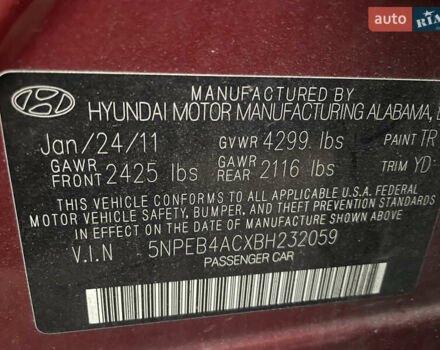 auto RIA
MANUFACTURED BY
HYUNDAI MOTOR MANUFACTURING ALABAMA,
Jan/24/11 GVWR 4299 lbs PAINT TR
GAWR FRONT 2425 lbs GAWR REAR 2116 lbs TRIM YD
THIS VEHICLE CONFORMS TO ALL APPLICABLE U.S.A. FEDERAL
MOTOR VEHICLE SAFETY, BUMPER, AND THEFT PREVENTION STANDARDS
IN EFFECT ON THE DATE OF MANUFACTURE SHOWN ABOVE.
V.I.N 5NPEB4ACXBH232059
PASSENGER CAR